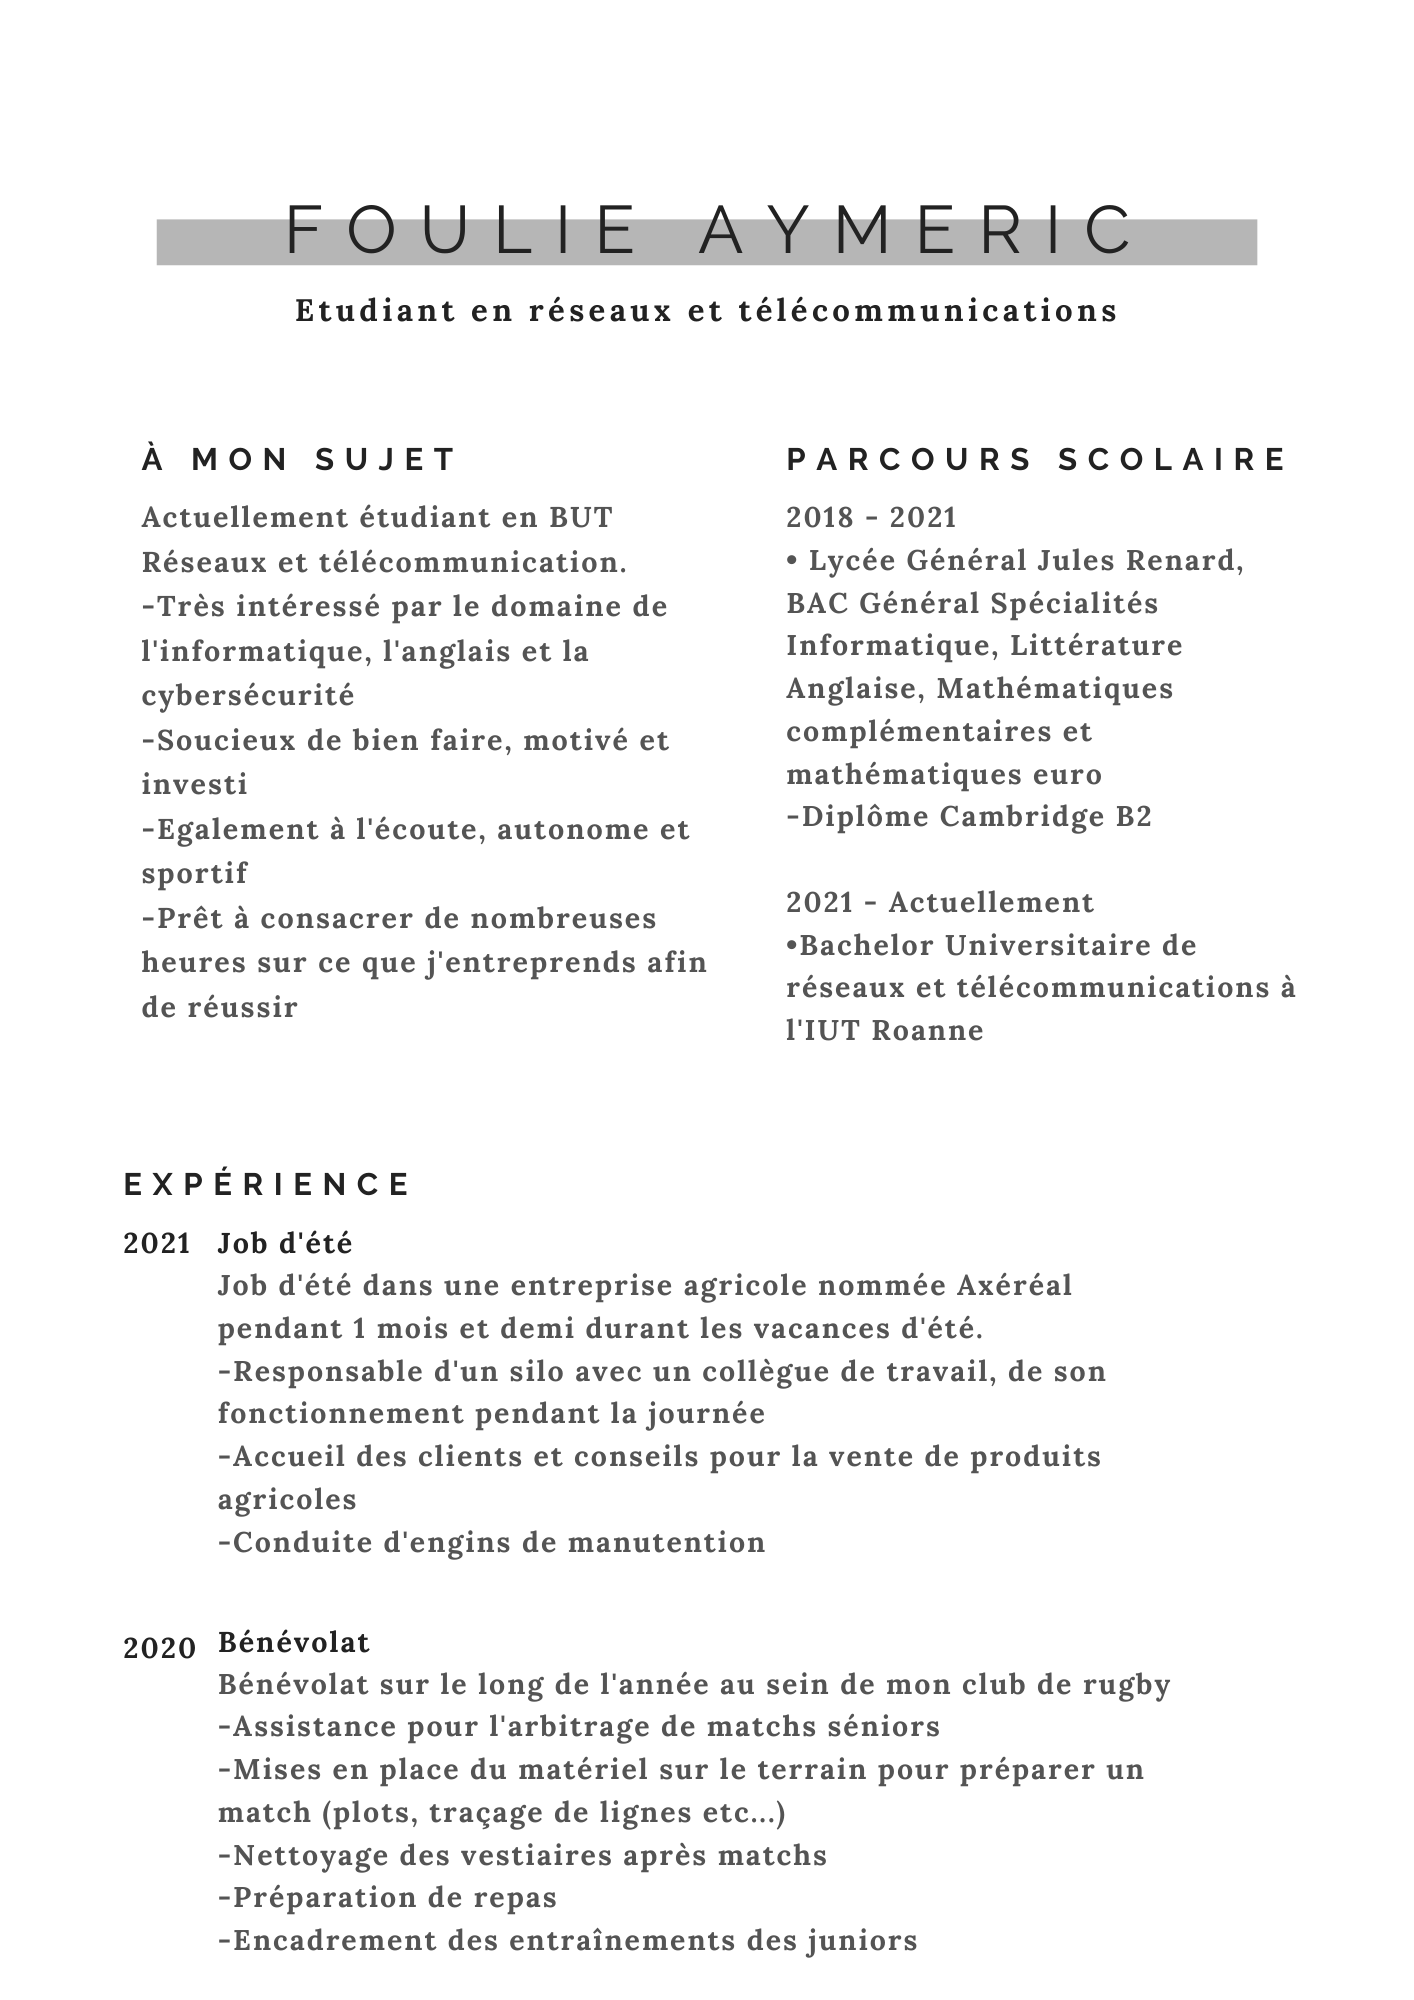 FOULIE AYMERIC
Etudiant en réseaux et télécommunications
À MON SUJET
Actuellement étudiant en BUT
Réseaux et télécommunication.
-Très intéressé par le domaine de
l'informatique, l'anglais et la
cybersécurité
-Soucieux de bien faire, motivé et
investi
-Egalement à l'écoute, autonome et
sportif
-Prêt à consacrer de nombreuses
heures sur ce que j'entreprends afin
de réussir
PARCOURS SCOLAIRE
2018 - 2021
• Lycée Général Jules Renard,
BAC Général Spécialités
Informatique, Littérature
Anglaise, Mathématiques
complémentaires et
mathématiques euro
-Diplôme Cambridge B2
2021 - Actuellement
•Bachelor Universitaire de
réseaux et télécommunications à
l'IUT Roanne
EXPÉRIENCE
2021 Job d'été
Job d'été dans une entreprise agricole nommée Axéréal
pendant 1 mois et demi durant les vacances d'été.
-Responsable d'un silo avec un collègue de travail, de son
fonctionnement pendant la journée
-Accueil des clients et conseils pour la vente de produits
agricoles
-Conduite d'engins de manutention
2020 Bénévolat
Bénévolat sur le long de l'année au sein de mon club de rugby
-Assistance pour l'arbitrage de matchs séniors
-Mises en place du matériel sur le terrain pour préparer un
match (plots, traçage de lignes etc...)
-Nettoyage des vestiaires après matchs
-Préparation de repas
-Encadrement des entraînements des juniors